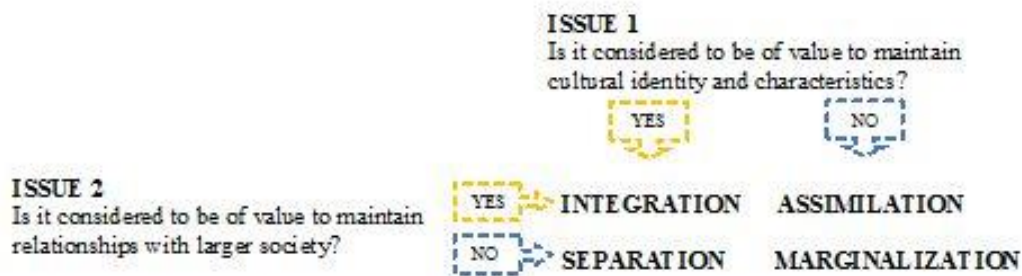 ISSUE 1
Is it considered to be of value to maintain
cultural identity and characteristics?
YES NO
ISSUE 2
Is it considered to be of value to maintain
relationships with larger society?
YES INTEGRATION ASSIMILATION
NO SEPARATION MARGINALIZATION